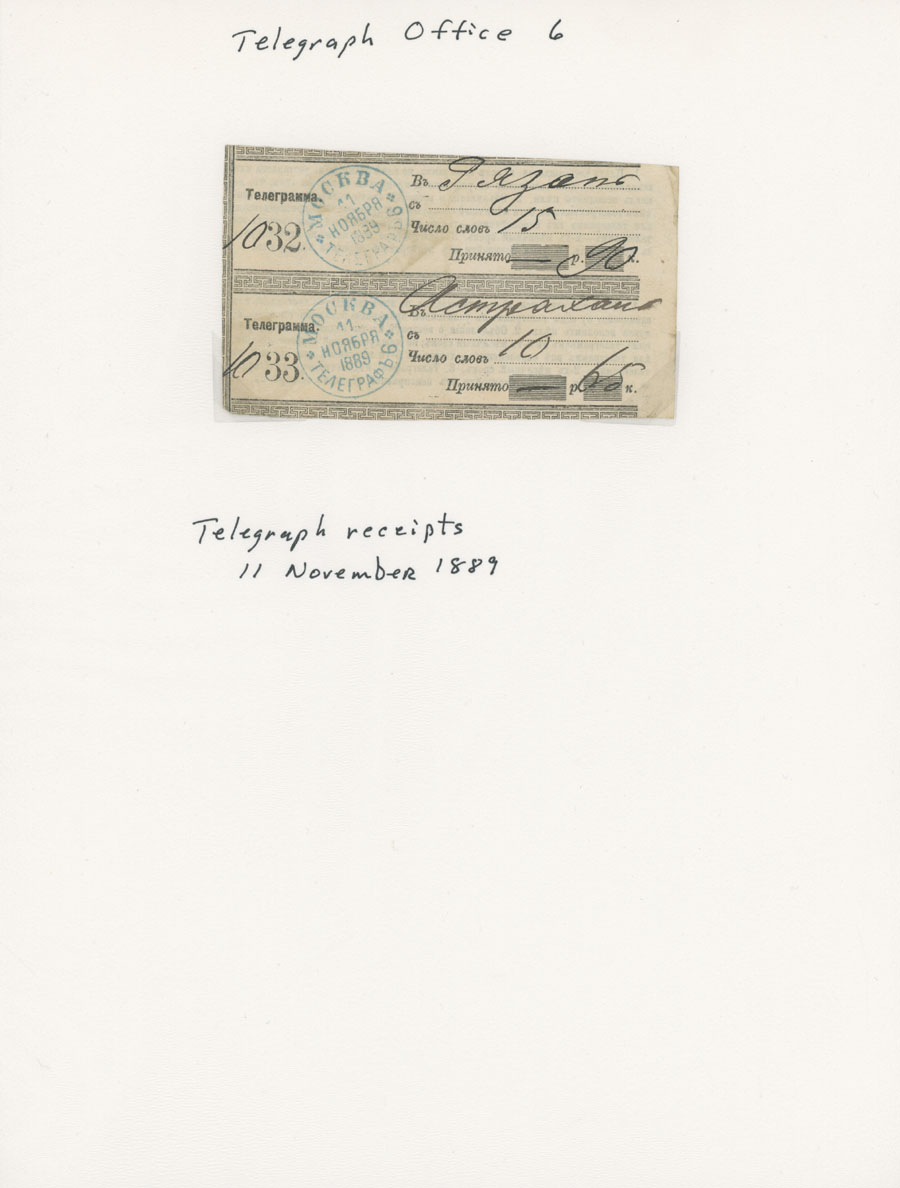 Telegraph Office 6
Телеграмма.
1032.
МОСКВА
11
НОЯБРЯ
1889
ТЕЛЕГРАФЪ 6
Въ Рязань
съ
Число словъ 15
Принято — р. 90 к.
Телеграмма.
1033.
МОСКВА
11
НОЯБРЯ
1889
ТЕЛЕГРАФЪ 6
Въ Астрахань
съ
Число словъ 10
Принято — р. 65 к.
Telegraph receipts
11 November 1889